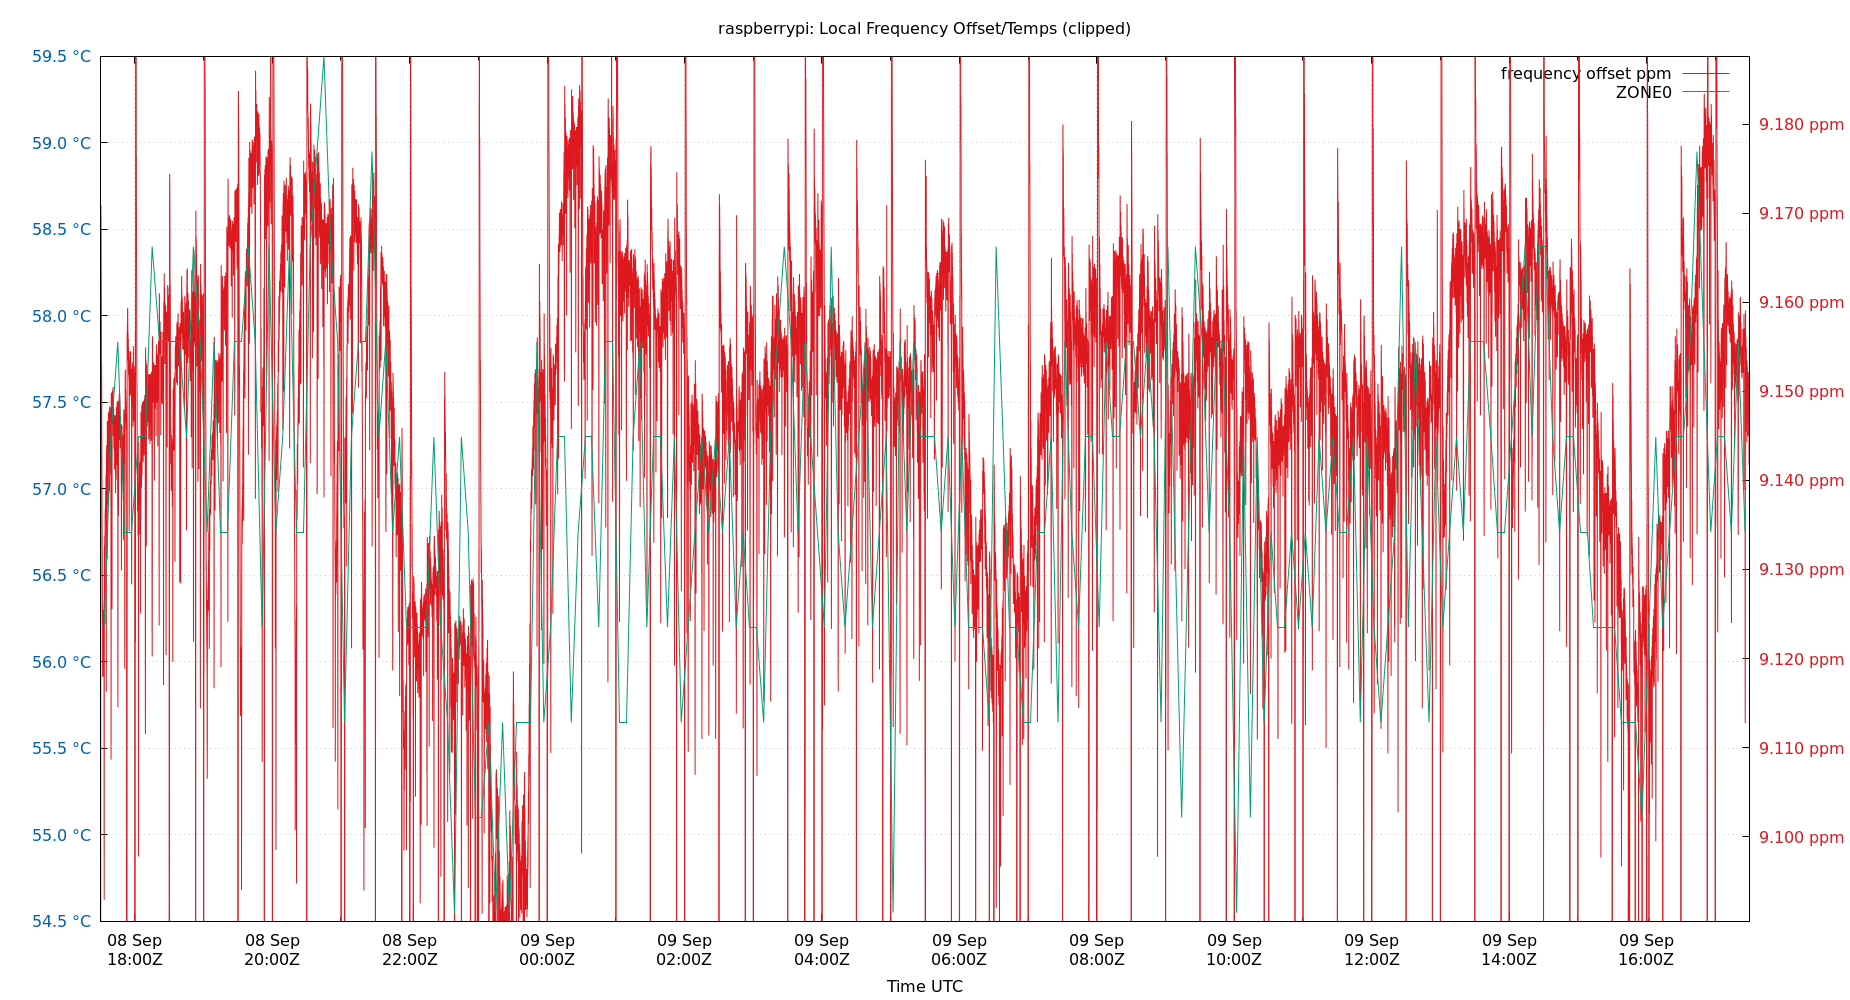 raspberrypi: Local Frequency Offset/Temps (clipped)
frequency offset ppm
ZONE0
59.5 °C
59.0 °C
58.5 °C
58.0 °C
57.5 °C
57.0 °C
56.5 °C
56.0 °C
55.5 °C
55.0 °C
54.5 °C
9.180 ppm
9.170 ppm
9.160 ppm
9.150 ppm
9.140 ppm
9.130 ppm
9.120 ppm
9.110 ppm
9.100 ppm
08 Sep 08 Sep 08 Sep 09 Sep 09 Sep 09 Sep 09 Sep 09 Sep 09 Sep 09 Sep 09 Sep 09 Sep
18:00Z 20:00Z 22:00Z 00:00Z 02:00Z 04:00Z 06:00Z 08:00Z 10:00Z 12:00Z 14:00Z 16:00Z
Time UTC